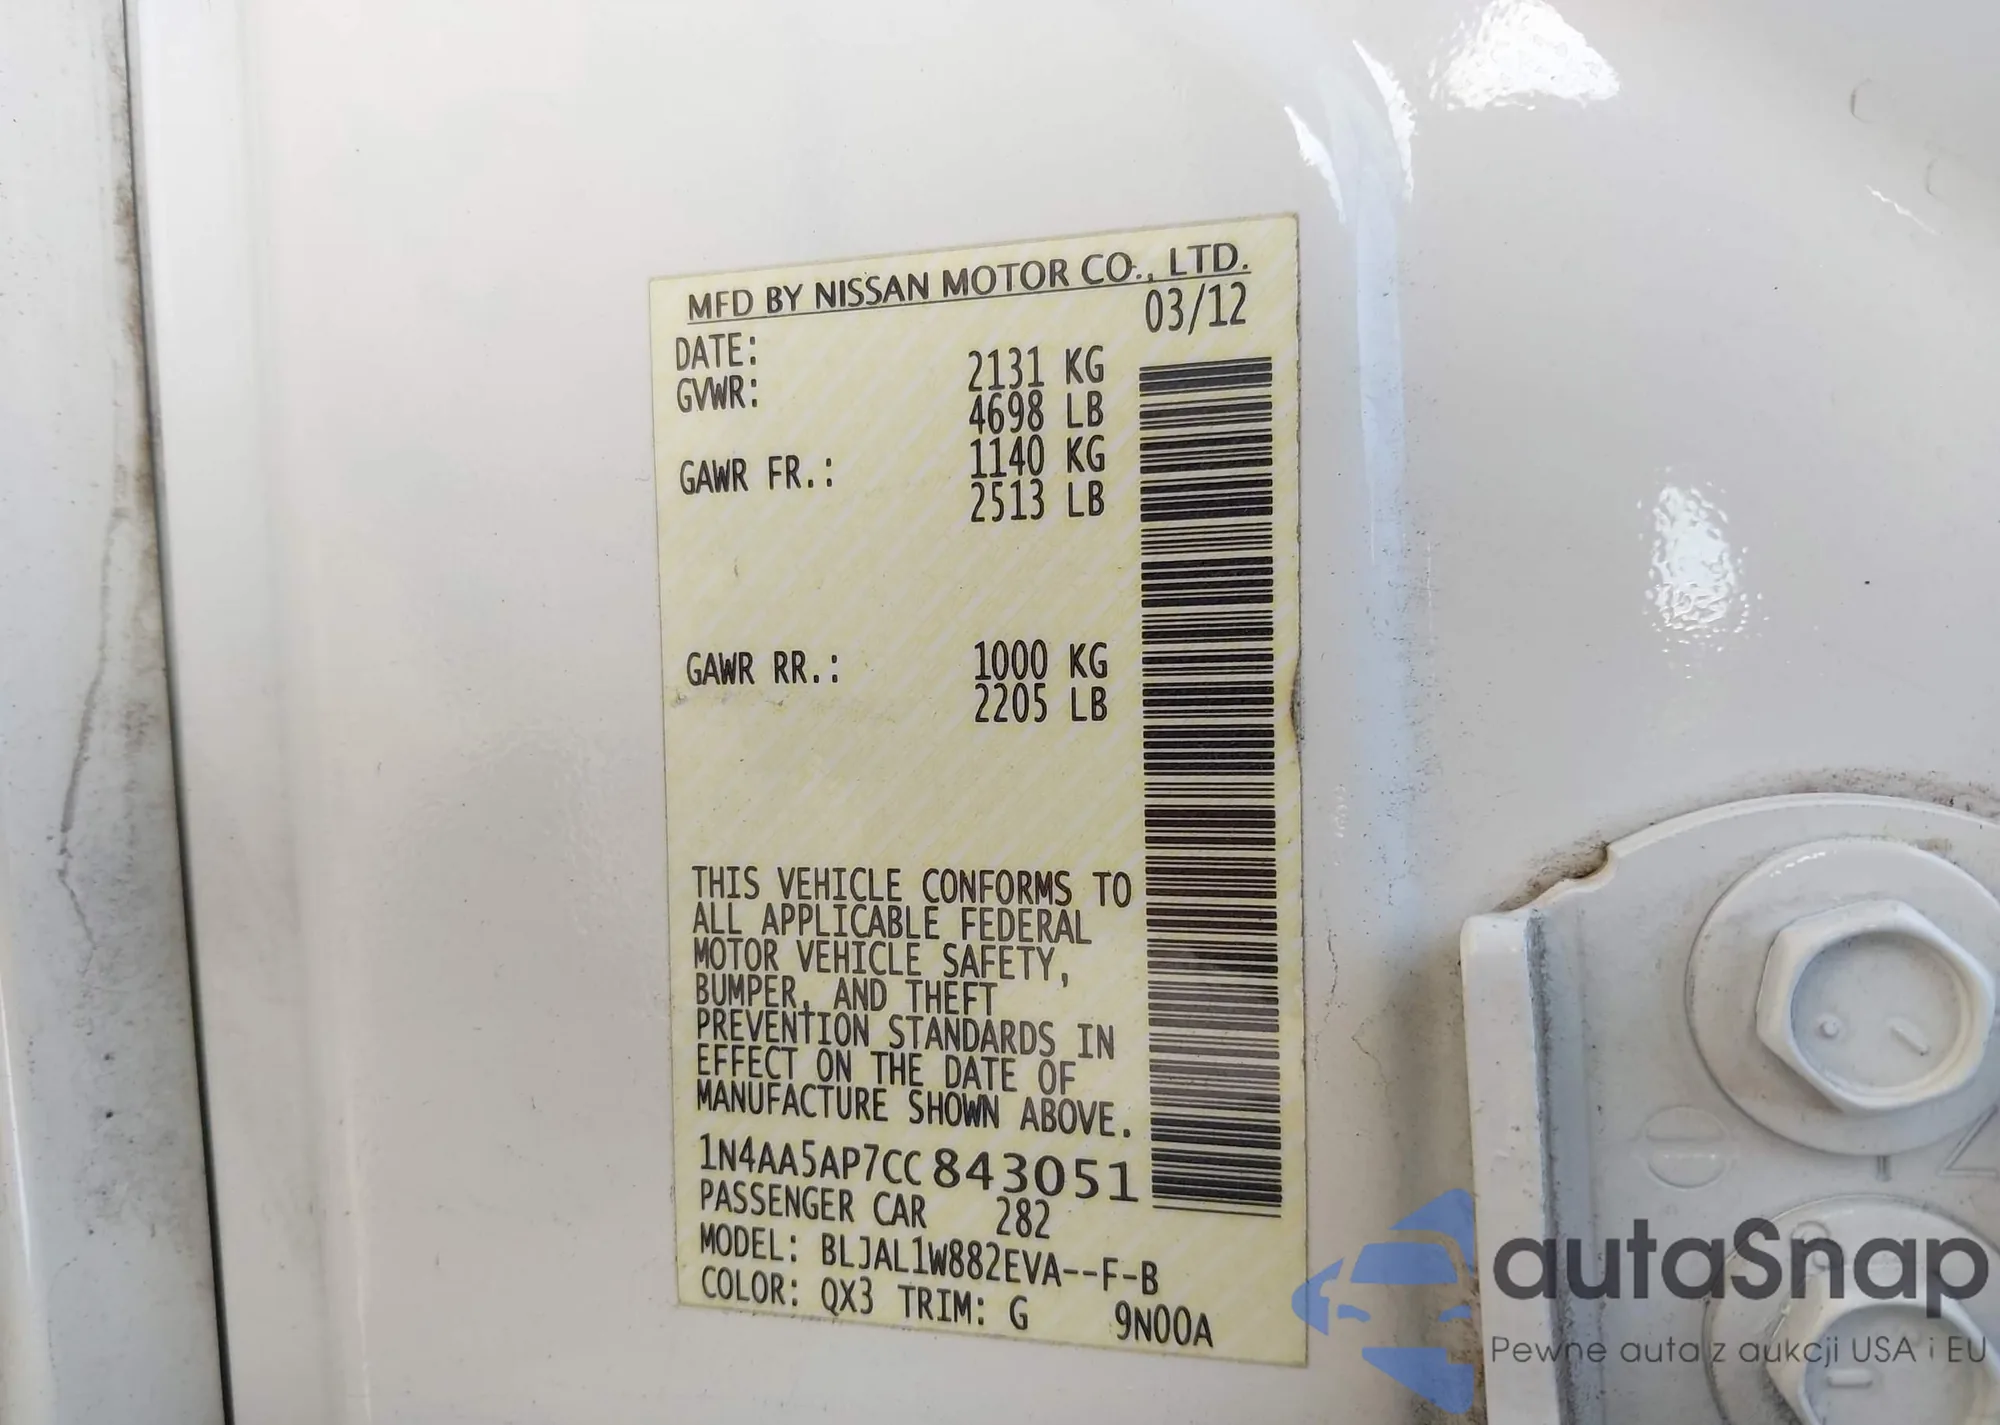 MFD BY NISSAN MOTOR CO., LTD.
DATE: 03/12
GVWR: 2131 KG
4698 LB
GAWR FR.: 1140 KG
2513 LB
GAWR RR.: 1000 KG
2205 LB
THIS VEHICLE CONFORMS TO
ALL APPLICABLE FEDERAL
MOTOR VEHICLE SAFETY,
BUMPER, AND THEFT
PREVENTION STANDARDS IN
EFFECT ON THE DATE OF
MANUFACTURE SHOWN ABOVE.
1N4AA5AP7CC843051
PASSENGER CAR 282
MODEL: BLJAL1W882EVA--F-B
COLOR: QX3 TRIM: G 9N00A
autaSnap
Pewne auta z aukcji USA i EU